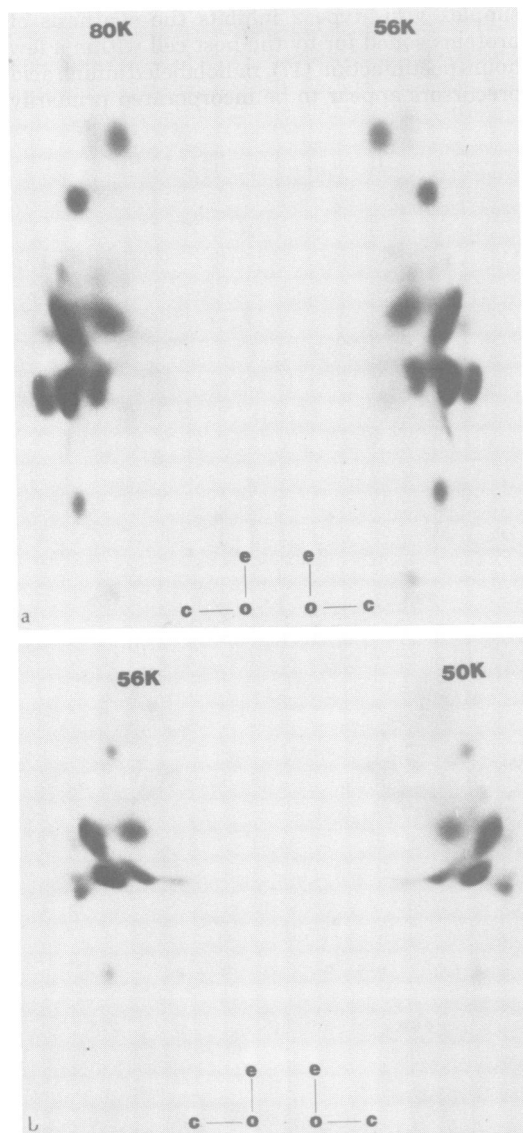 80K 56K
e e
c — o o — c
a
56K 50K
e e
b c — o o — c